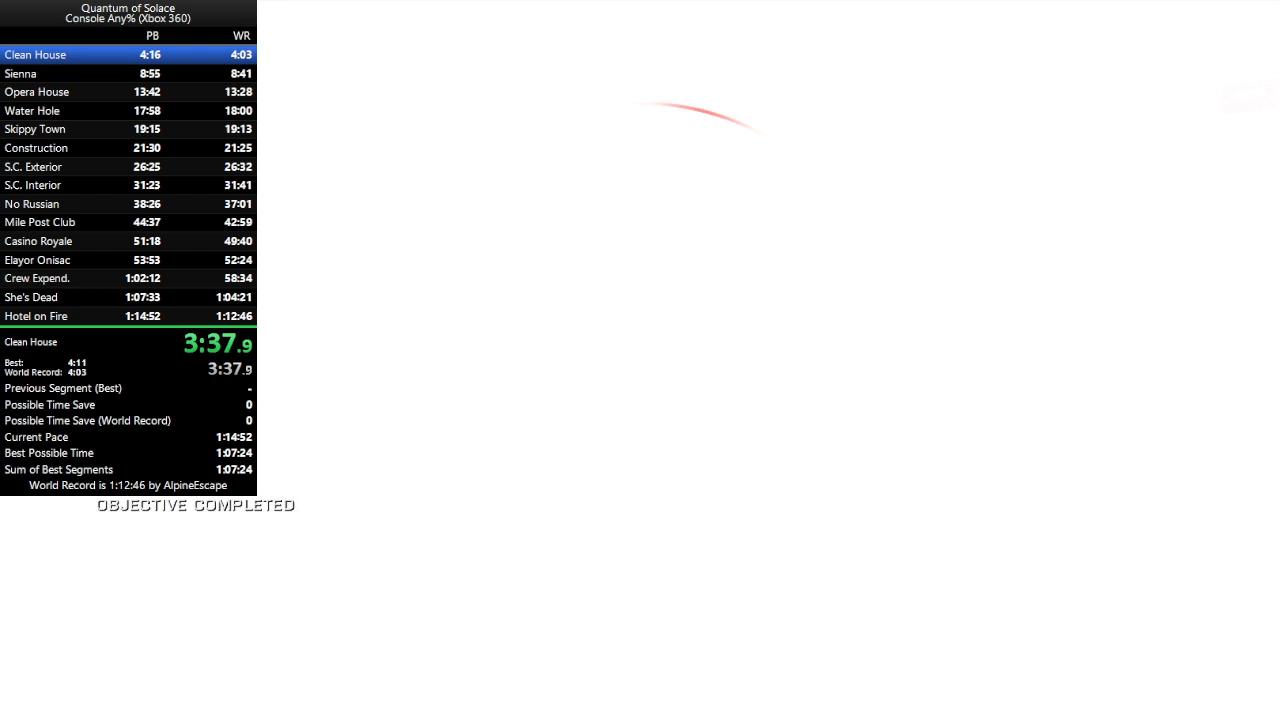 Quantum of Solace
Console Any% (Xbox 360)
PB WR
Clean House 4:16 4:03
Sienna 8:55 8:41
Opera House 13:42 13:28
Water Hole 17:58 18:00
Skippy Town 19:15 19:13
Construction 21:30 21:25
S.C. Exterior 26:25 26:32
S.C. Interior 31:23 31:41
No Russian 38:26 37:01
Mile Post Club 44:37 42:59
Casino Royale 51:18 49:40
Elayor Onisac 53:53 52:24
Crew Expend. 1:02:12 58:34
She's Dead 1:07:33 1:04:21
Hotel on Fire 1:14:52 1:12:46
Clean House 3:37.9
Best: 4:11
World Record: 4:03 3:37.9
Previous Segment (Best) -
Possible Time Save 0
Possible Time Save (World Record) 0
Current Pace 1:14:52
Best Possible Time 1:07:24
Sum of Best Segments 1:07:24
World Record is 1:12:46 by AlpineEscape
OBJECTIVE COMPLETED